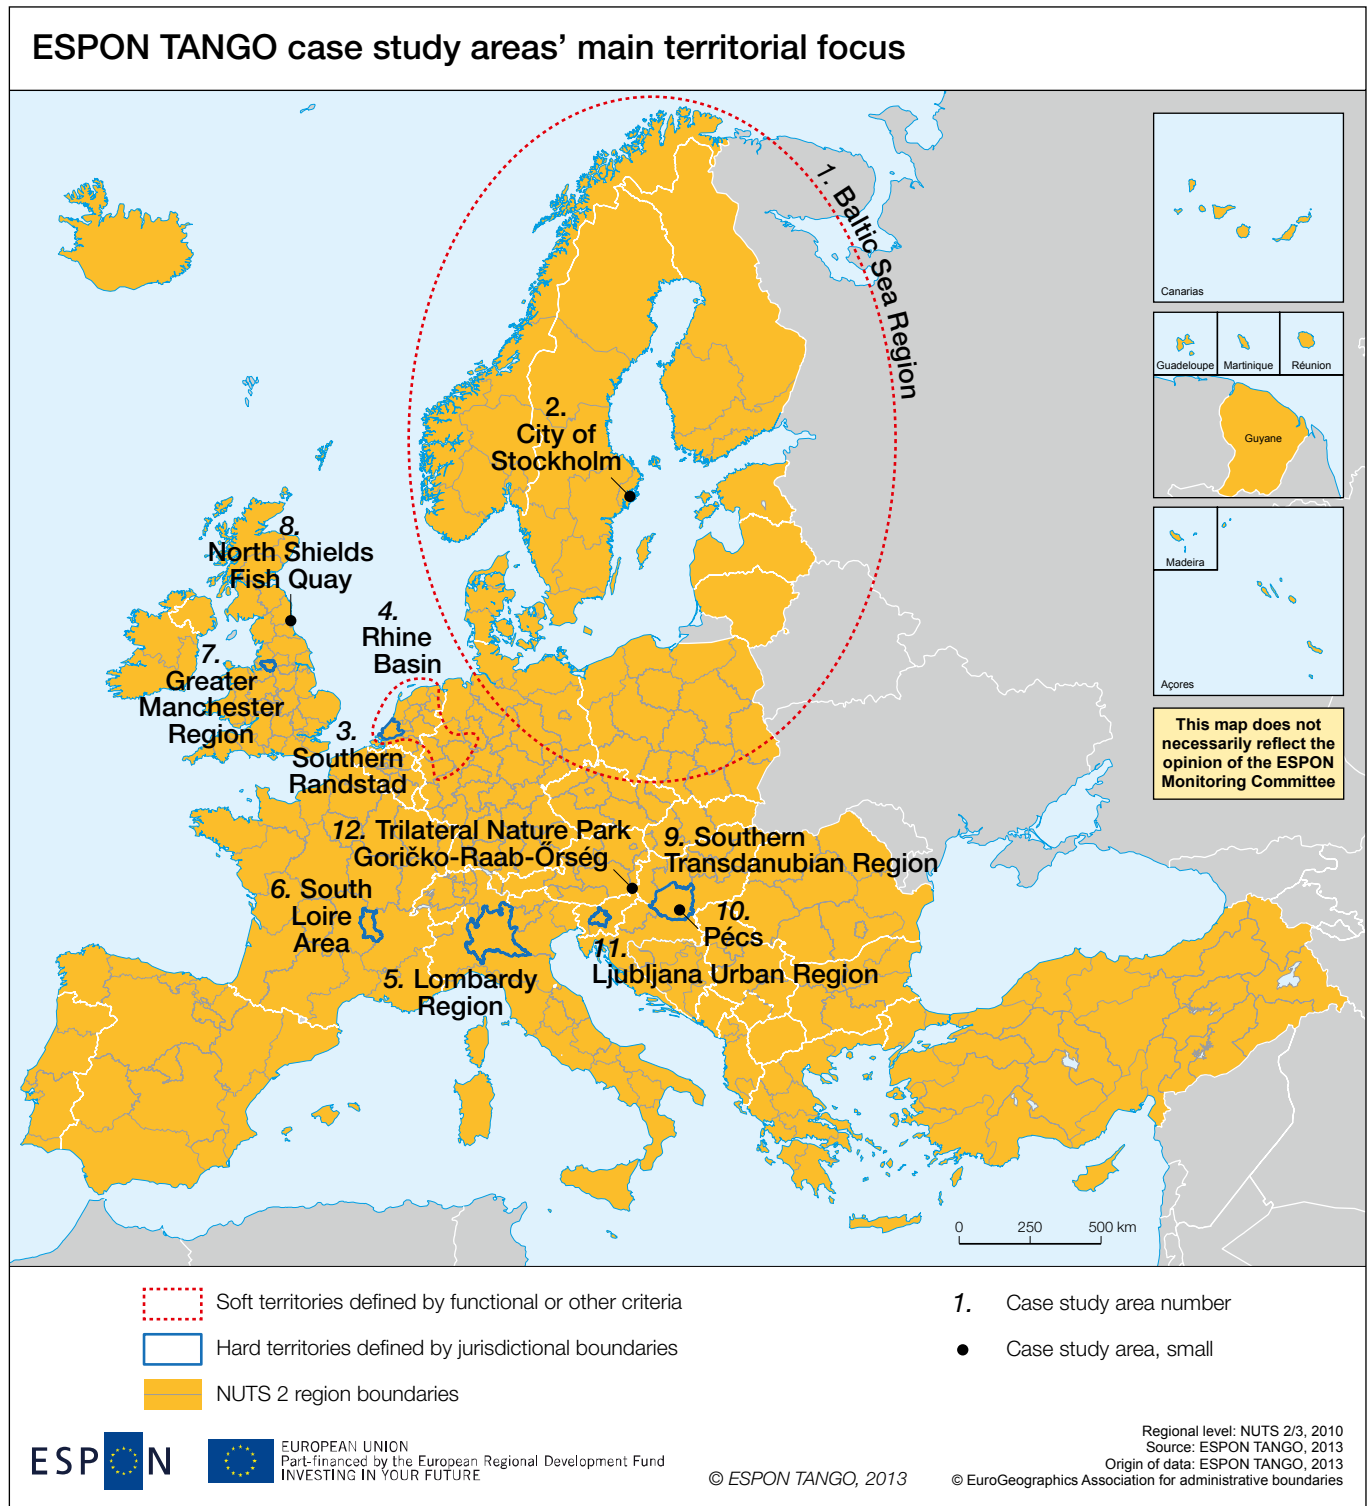 ESPON TANGO case study areas’ main territorial focus
1. Baltic Sea Region
Canarias
Guadeloupe
Martinique
Réunion
Guyane
Madeira
Açores
This map does not
necessarily reflect the
opinion of the ESPON
Monitoring Committee
2.
City of
Stockholm
8.
North Shields
Fish Quay
4.
Rhine
Basin
7.
Greater
Manchester
Region
3.
Southern
Randstad
12. Trilateral Nature Park
Goričko-Raab-Őrség
9. Southern
Transdanubian Region
6. South
Loire
Area
10.
Pécs
11.
Ljubljana Urban Region
5. Lombardy
Region
0 250 500 km
Soft territories defined by functional or other criteria
Hard territories defined by jurisdictional boundaries
NUTS 2 region boundaries
1. Case study area number
Case study area, small
ESPON
EUROPEAN UNION
Part-financed by the European Regional Development Fund
INVESTING IN YOUR FUTURE
© ESPON TANGO, 2013
Regional level: NUTS 2/3, 2010
Source: ESPON TANGO, 2013
Origin of data: ESPON TANGO, 2013
© EuroGeographics Association for administrative boundaries